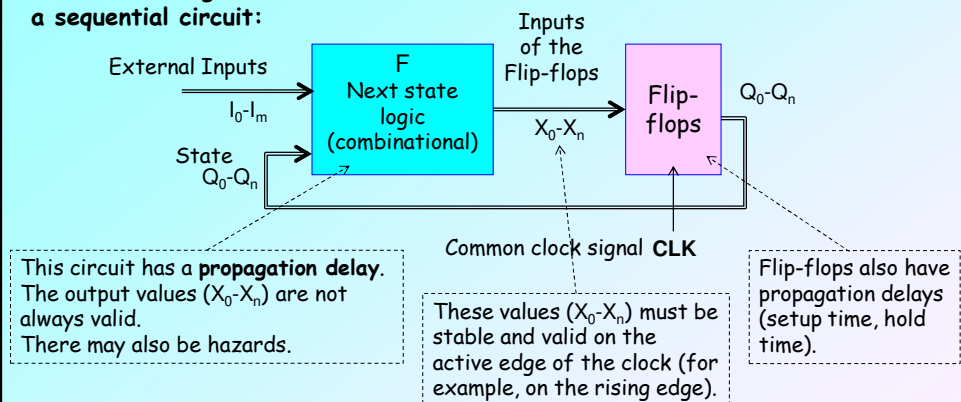 a sequential circuit:
Inputs
of the
Flip-flops
External Inputs
I0-Im
F
Next state
logic
(combinational)
X0-Xn
Flip-
flops
Q0-Qn
State
Q0-Qn
Common clock signal CLK
This circuit has a propagation delay.
The output values (X0-Xn) are not
always valid.
There may also be hazards.
These values (X0-Xn) must be
stable and valid on the
active edge of the clock (for
example, on the rising edge).
Flip-flops also have
propagation delays
(setup time, hold
time).